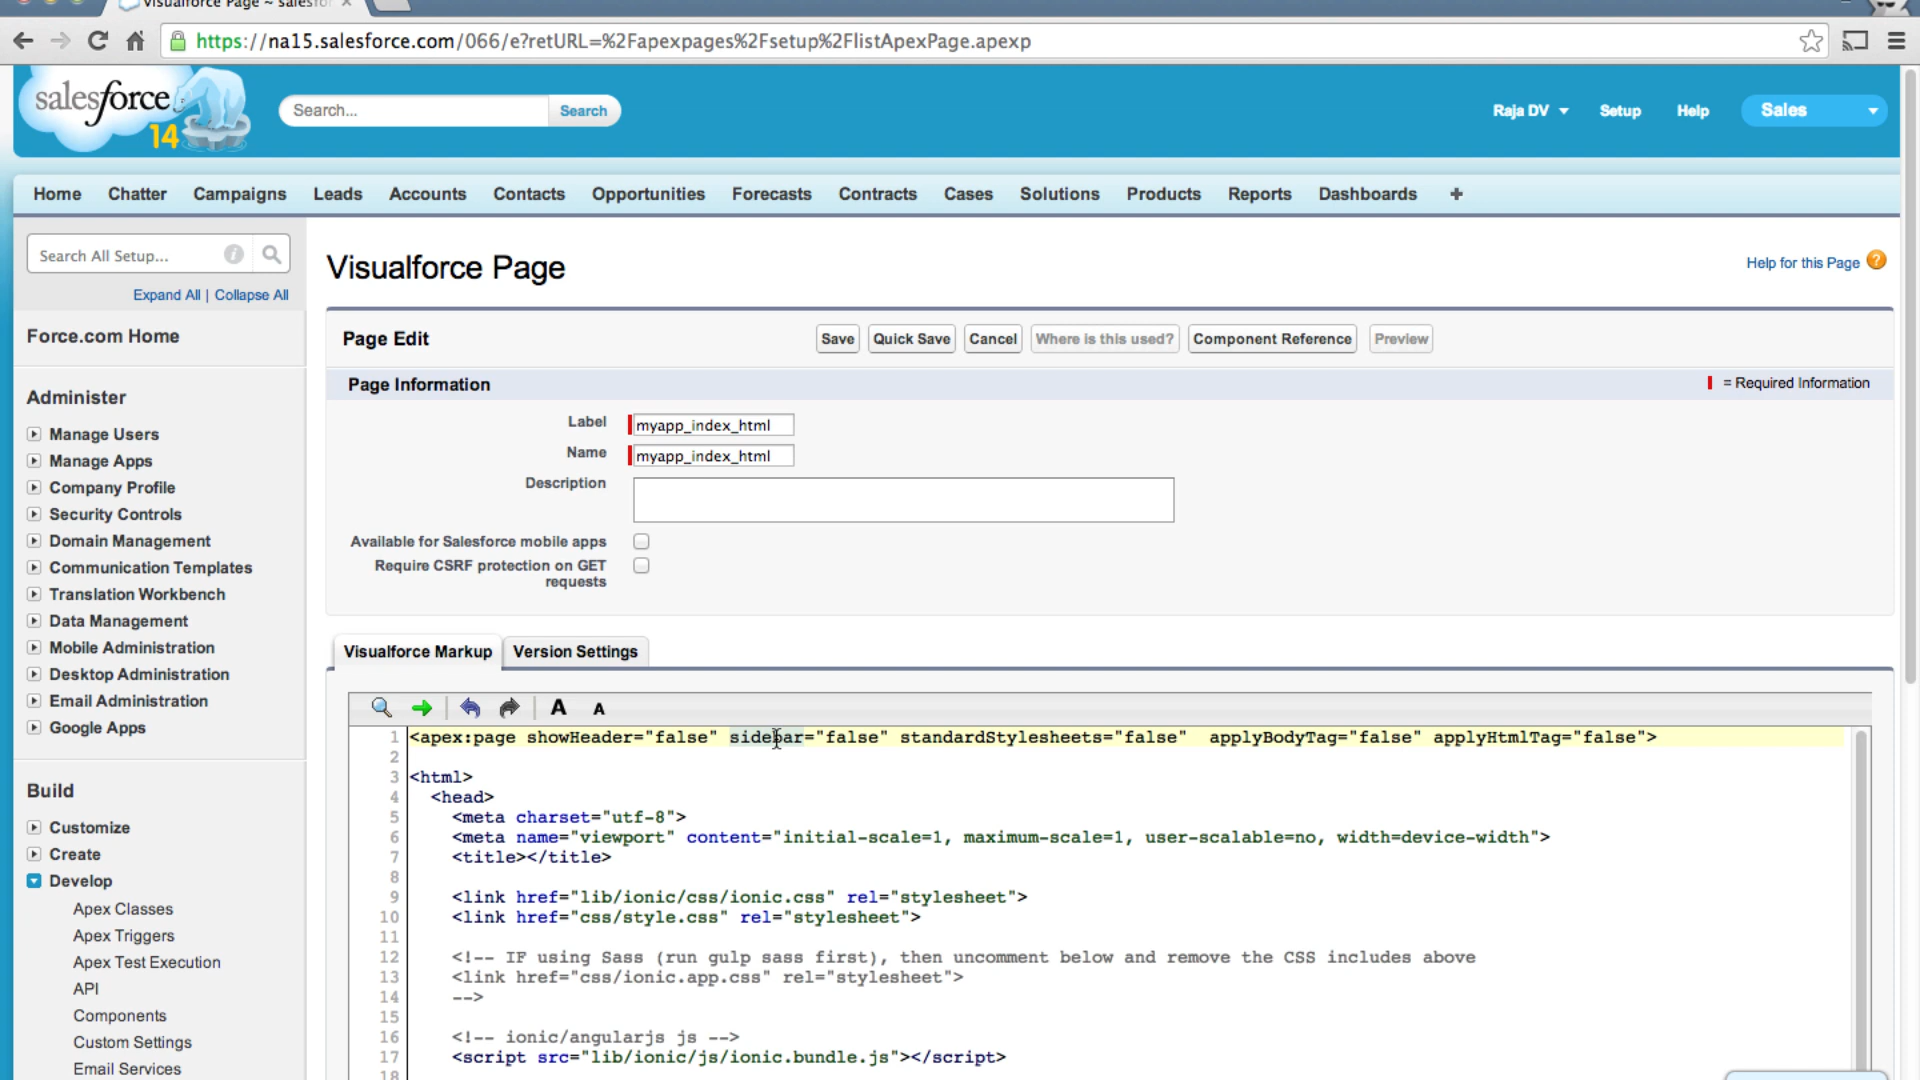 Visualforce Page ~ salesfor
https://na15.salesforce.com/066/e?retURL=%2Fapexpages%2Fsetup%2FlistApexPage.apexp
salesforce
14
Search...
Search
Raja DV
Setup
Help
Sales
Home Chatter Campaigns Leads Accounts Contacts Opportunities Forecasts Contracts Cases Solutions Products Reports Dashboards +
Search All Setup...
Expand All | Collapse All
Force.com Home
Administer
Manage Users
Manage Apps
Company Profile
Security Controls
Domain Management
Communication Templates
Translation Workbench
Data Management
Mobile Administration
Desktop Administration
Email Administration
Google Apps
Build
Customize
Create
Develop
Apex Classes
Apex Triggers
Apex Test Execution
API
Components
Custom Settings
Email Services
Visualforce Page
Help for this Page ?
Page Edit
Save Quick Save Cancel Where is this used? Component Reference Preview
Page Information
= Required Information
Label myapp_index_html
Name myapp_index_html
Description
Available for Salesforce mobile apps
Require CSRF protection on GET
requests
Visualforce Markup Version Settings
A A
1 <apex:page showHeader="false" sidebar="false" standardStylesheets="false"  applyBodyTag="false" applyHtmlTag="false">
2
3 <html>
4   <head>
5     <meta charset="utf-8">
6     <meta name="viewport" content="initial-scale=1, maximum-scale=1, user-scalable=no, width=device-width">
7     <title></title>
8
9     <link href="lib/ionic/css/ionic.css" rel="stylesheet">
10     <link href="css/style.css" rel="stylesheet">
11
12     <!-- IF using Sass (run gulp sass first), then uncomment below and remove the CSS includes above
13     <link href="css/ionic.app.css" rel="stylesheet">
14     -->
15
16     <!-- ionic/angularjs js -->
17     <script src="lib/ionic/js/ionic.bundle.js"></script>
18